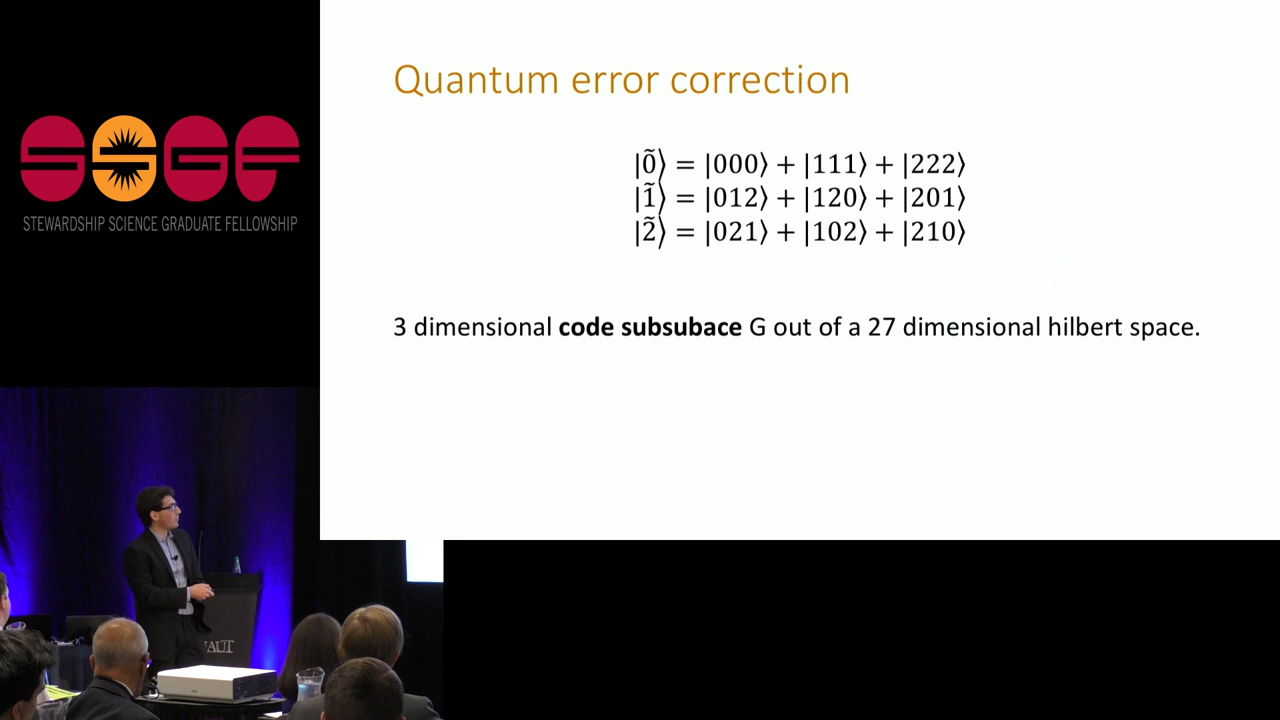 SSGF
STEWARDSHIP SCIENCE GRADUATE FELLOWSHIP
Quantum error correction
|0̃⟩ = |000⟩ + |111⟩ + |222⟩
|1̃⟩ = |012⟩ + |120⟩ + |201⟩
|2̃⟩ = |021⟩ + |102⟩ + |210⟩
3 dimensional code subsubace G out of a 27 dimensional hilbert space.